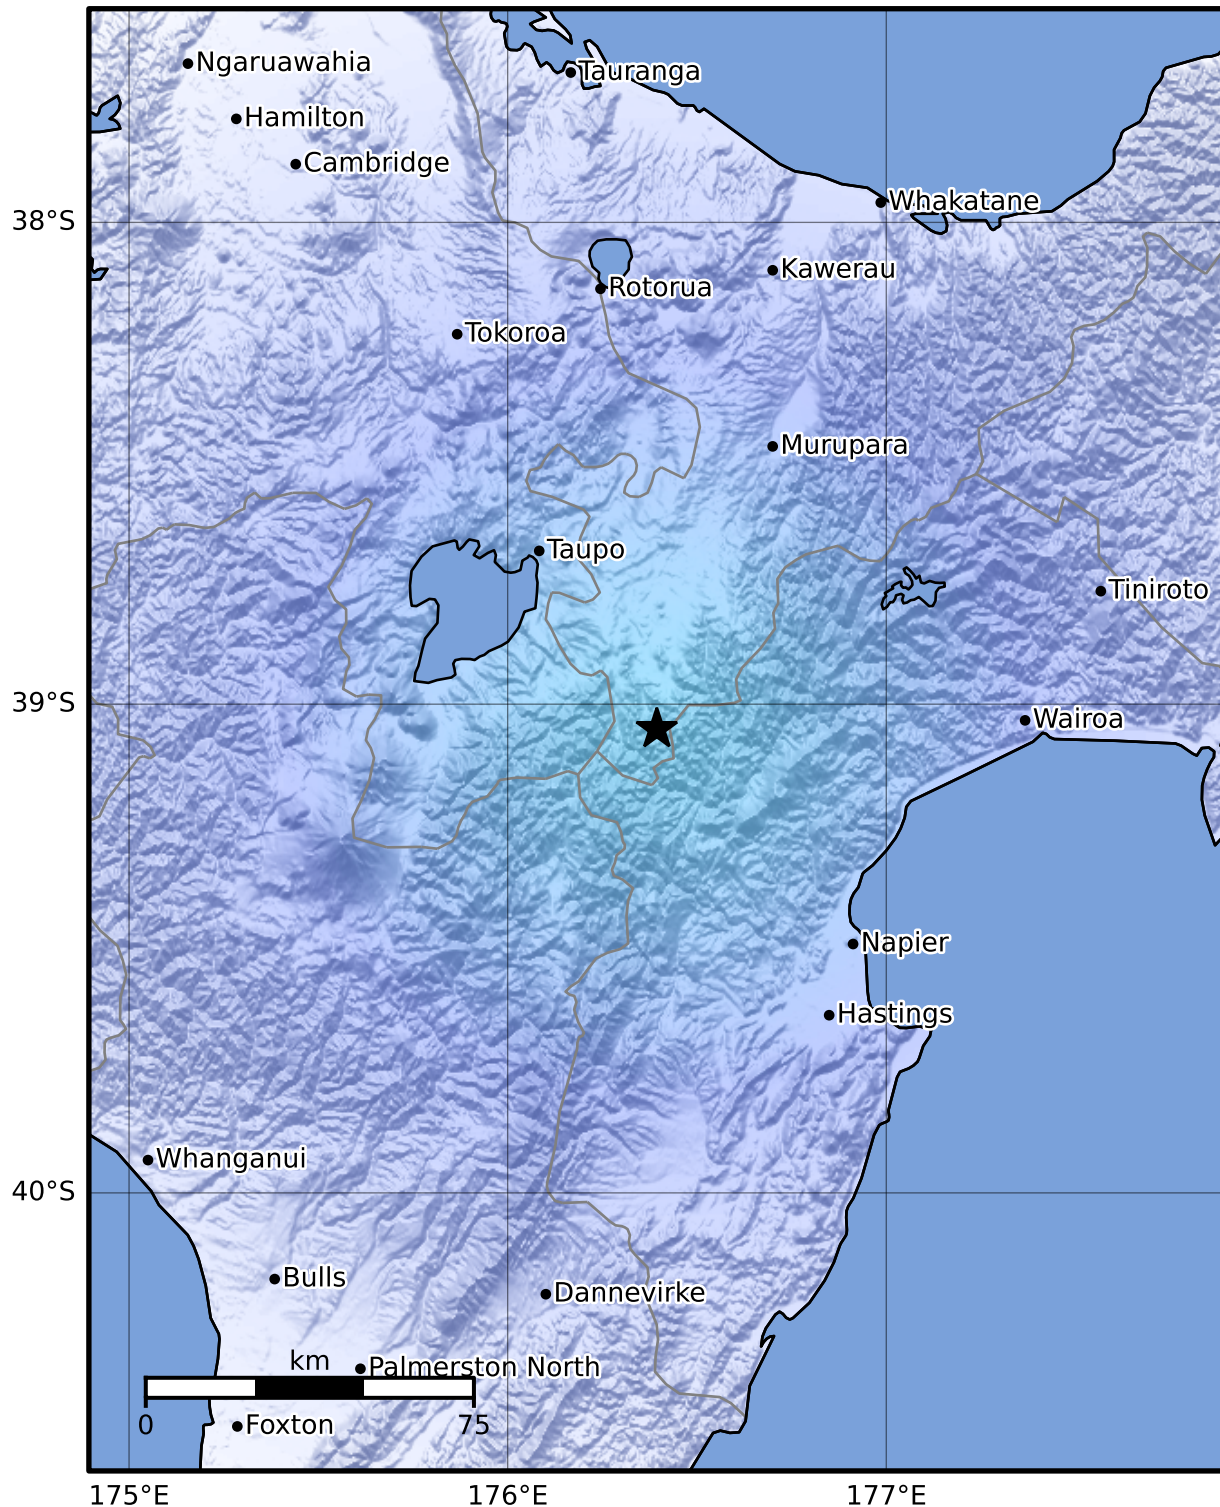 Ngaruawahia
Tauranga
Hamilton
Cambridge
Whakatane
38°S
Kawerau
Rotorua
Tokoroa
Murupara
Taupo
Tiniroto
39°S
Wairoa
Napier
Hastings
Whanganui
40°S
Bulls
Dannevirke
km
Palmerston North
0
75
Foxton
175°E
176°E
177°E